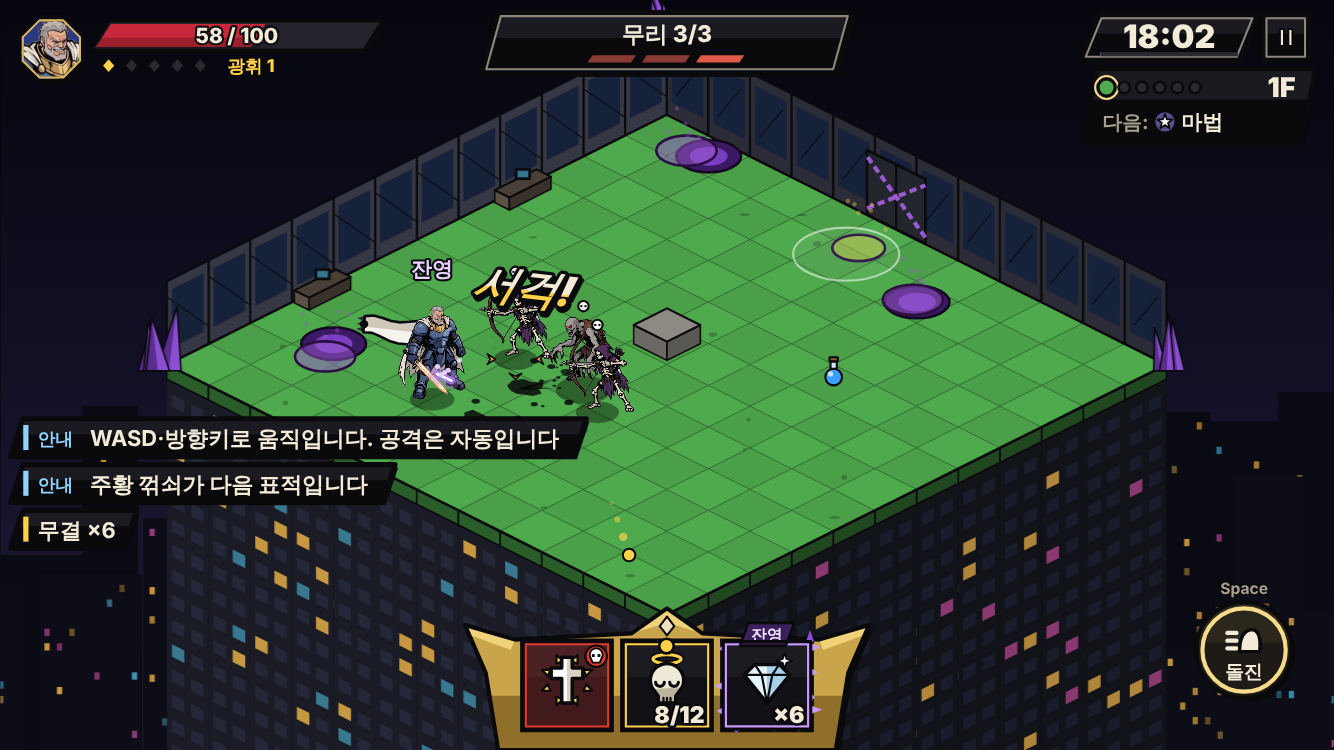 58 / 100
광휘 1
무리 3/3
18:02
1F
다음: 마법
잔영
서걱!
안내 WASD·방향키로 움직입니다. 공격은 자동입니다
안내 주황 꺾쇠가 다음 표적입니다
무결 ×6
Space
돌진
잔영
8/12
×6